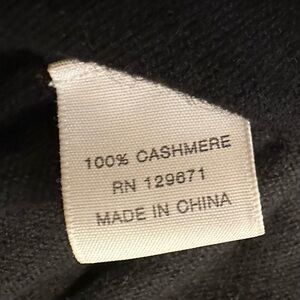 100% CASHMERE
RN 129671
MADE IN CHINA